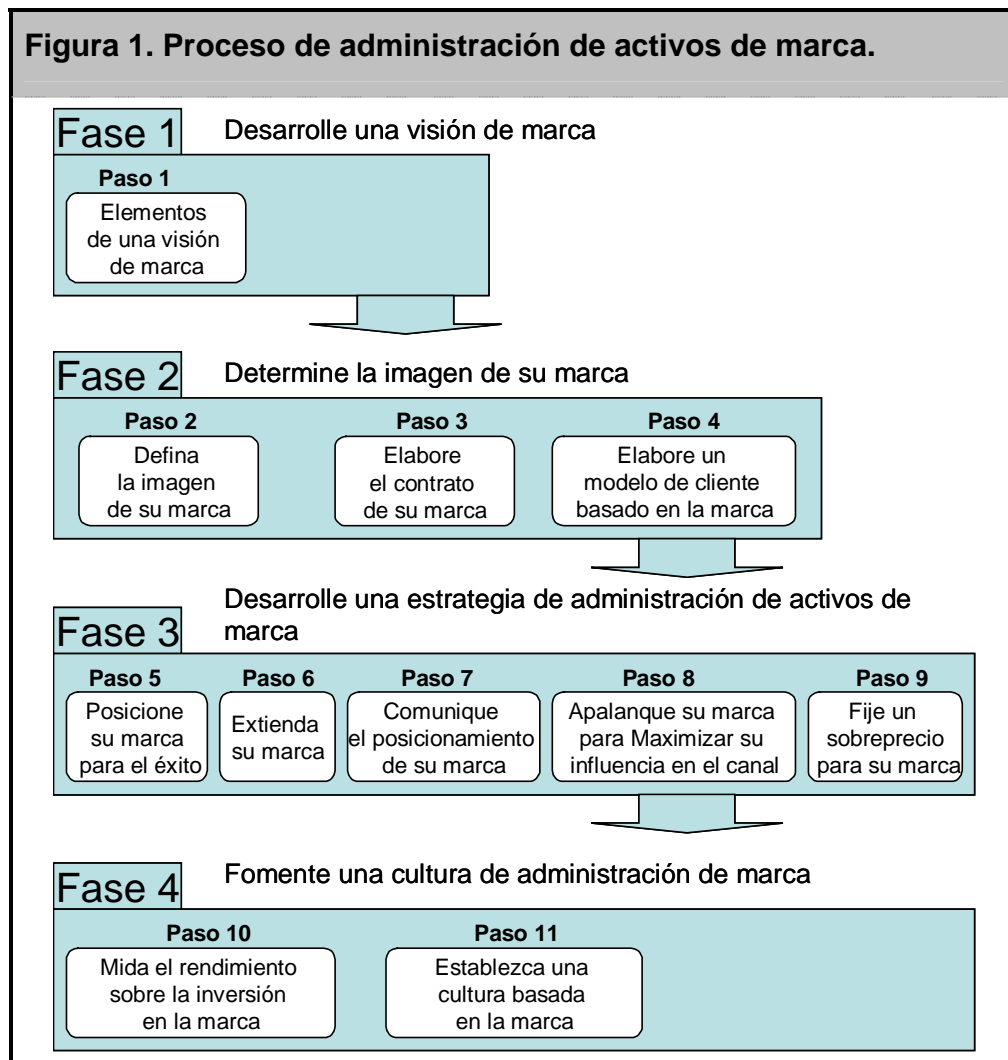 Figura 1. Proceso de administración de activos de marca.
Fase 1
Desarrolle una visión de marca
Paso 1
Elementos
de una visión
de marca
Fase 2
Determine la imagen de su marca
Paso 2
Defina
la imagen
de su marca
Paso 3
Elabore
el contrato
de su marca
Paso 4
Elabore un
modelo de cliente
basado en la marca
Fase 3
Desarrolle una estrategia de administración de activos de
marca
Paso 5
Posicione
su marca
para el éxito
Paso 6
Extienda
su marca
Paso 7
Comunique
el posicionamiento
de su marca
Paso 8
Apalanque su marca
para Maximizar su
influencia en el canal
Paso 9
Fije un
sobreprecio
para su marca
Fase 4
Fomente una cultura de administración de marca
Paso 10
Mida el rendimiento
sobre la inversión
en la marca
Paso 11
Establezca una
cultura basada
en la marca